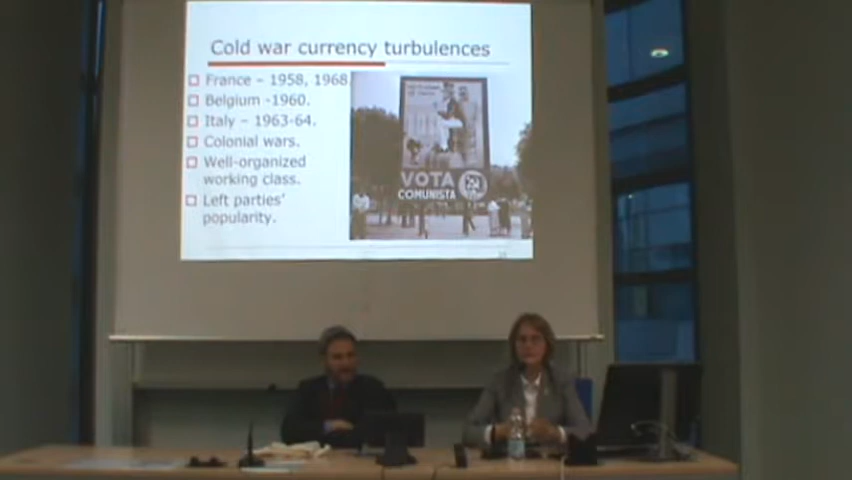 Cold war currency turbulences
France – 1958, 1968.
Belgium -1960.
Italy – 1963-64.
Colonial wars.
Well-organized
working class.
Left parties'
popularity.
VOTA
COMUNISTA